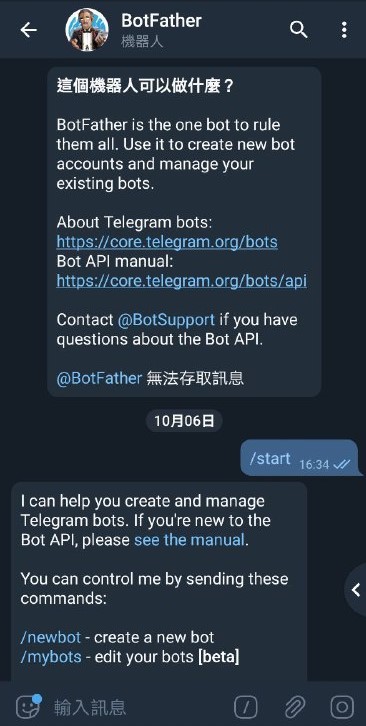 BotFather
機器人
這個機器人可以做什麼？
BotFather is the one bot to rule
them all. Use it to create new bot
accounts and manage your
existing bots.
About Telegram bots:
https://core.telegram.org/bots
Bot API manual:
https://core.telegram.org/bots/api
Contact @BotSupport if you have
questions about the Bot API.
@BotFather 無法存取訊息
10月06日
/start 16:34
I can help you create and manage
Telegram bots. If you're new to the
Bot API, please see the manual.
You can control me by sending these
commands:
/newbot - create a new bot
/mybots - edit your bots [beta]
輸入訊息